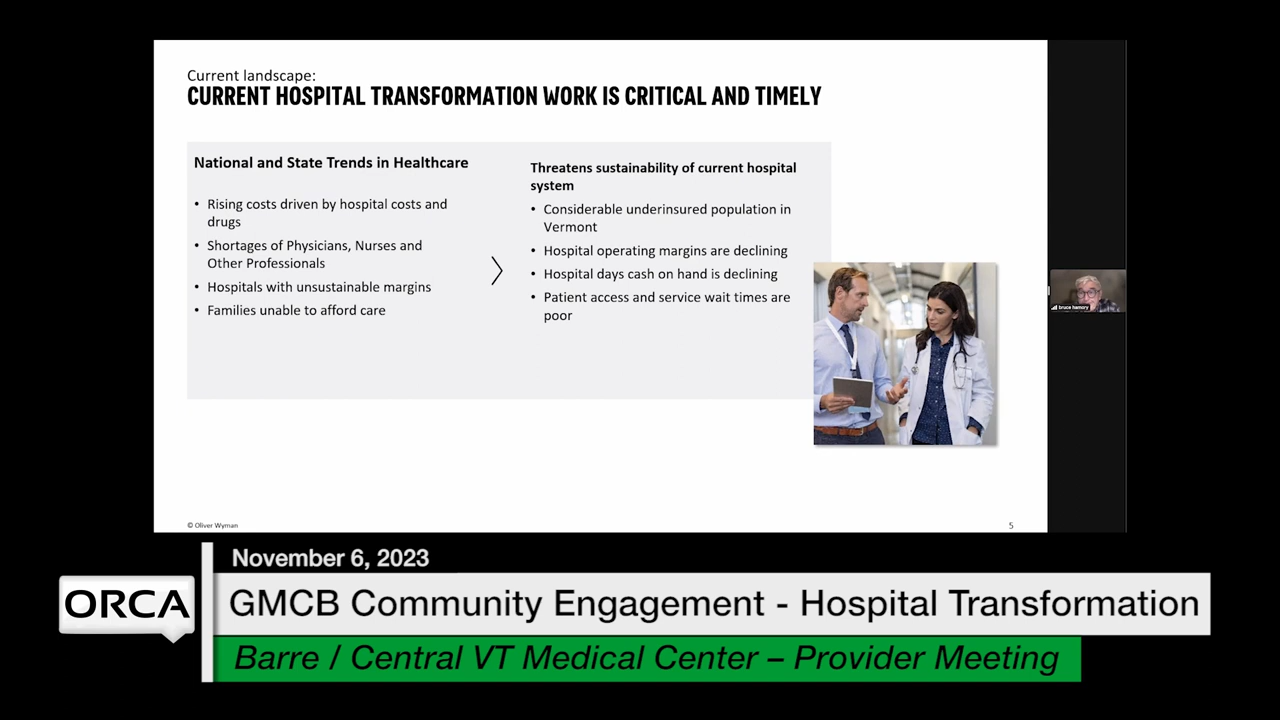 Current landscape:
CURRENT HOSPITAL TRANSFORMATION WORK IS CRITICAL AND TIMELY
National and State Trends in Healthcare
• Rising costs driven by hospital costs and
drugs
• Shortages of Physicians, Nurses and
Other Professionals
• Hospitals with unsustainable margins
• Families unable to afford care
Threatens sustainability of current hospital
system
• Considerable underinsured population in
Vermont
• Hospital operating margins are declining
• Hospital days cash on hand is declining
• Patient access and service wait times are
poor
bruce hamory
© Oliver Wyman
5
November 6, 2023
ORCA
GMCB Community Engagement - Hospital Transformation
Barre / Central VT Medical Center – Provider Meeting